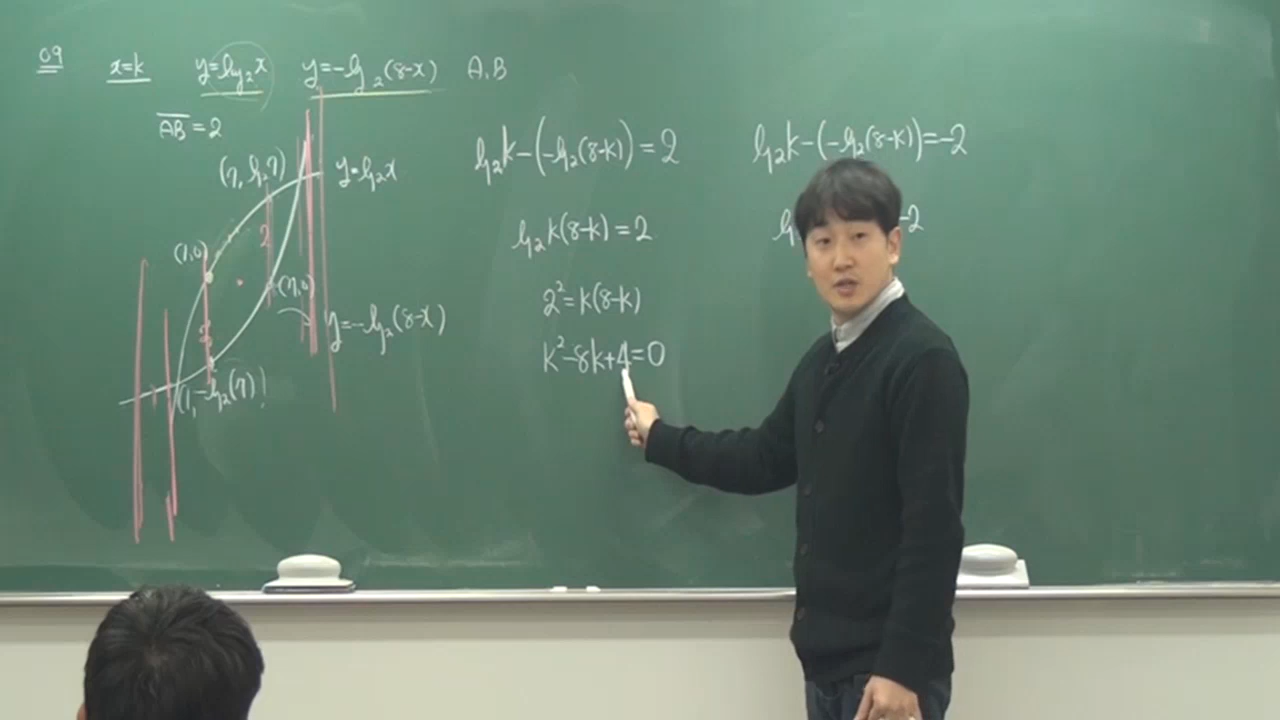 09 x=k y=log₂x y=-log₂(8-x) A,B
AB=2
(7, log₂7) y=log₂x
(1,0)
(7,0)
y=-log₂(8-x)
(1, -log₂(7))
log₂k-(-log₂(8-k))=2
log₂k(8-k)=2
2²=k(8-k)
k²-8k+4=0
log₂k-(-log₂(8-k))=-2
-2